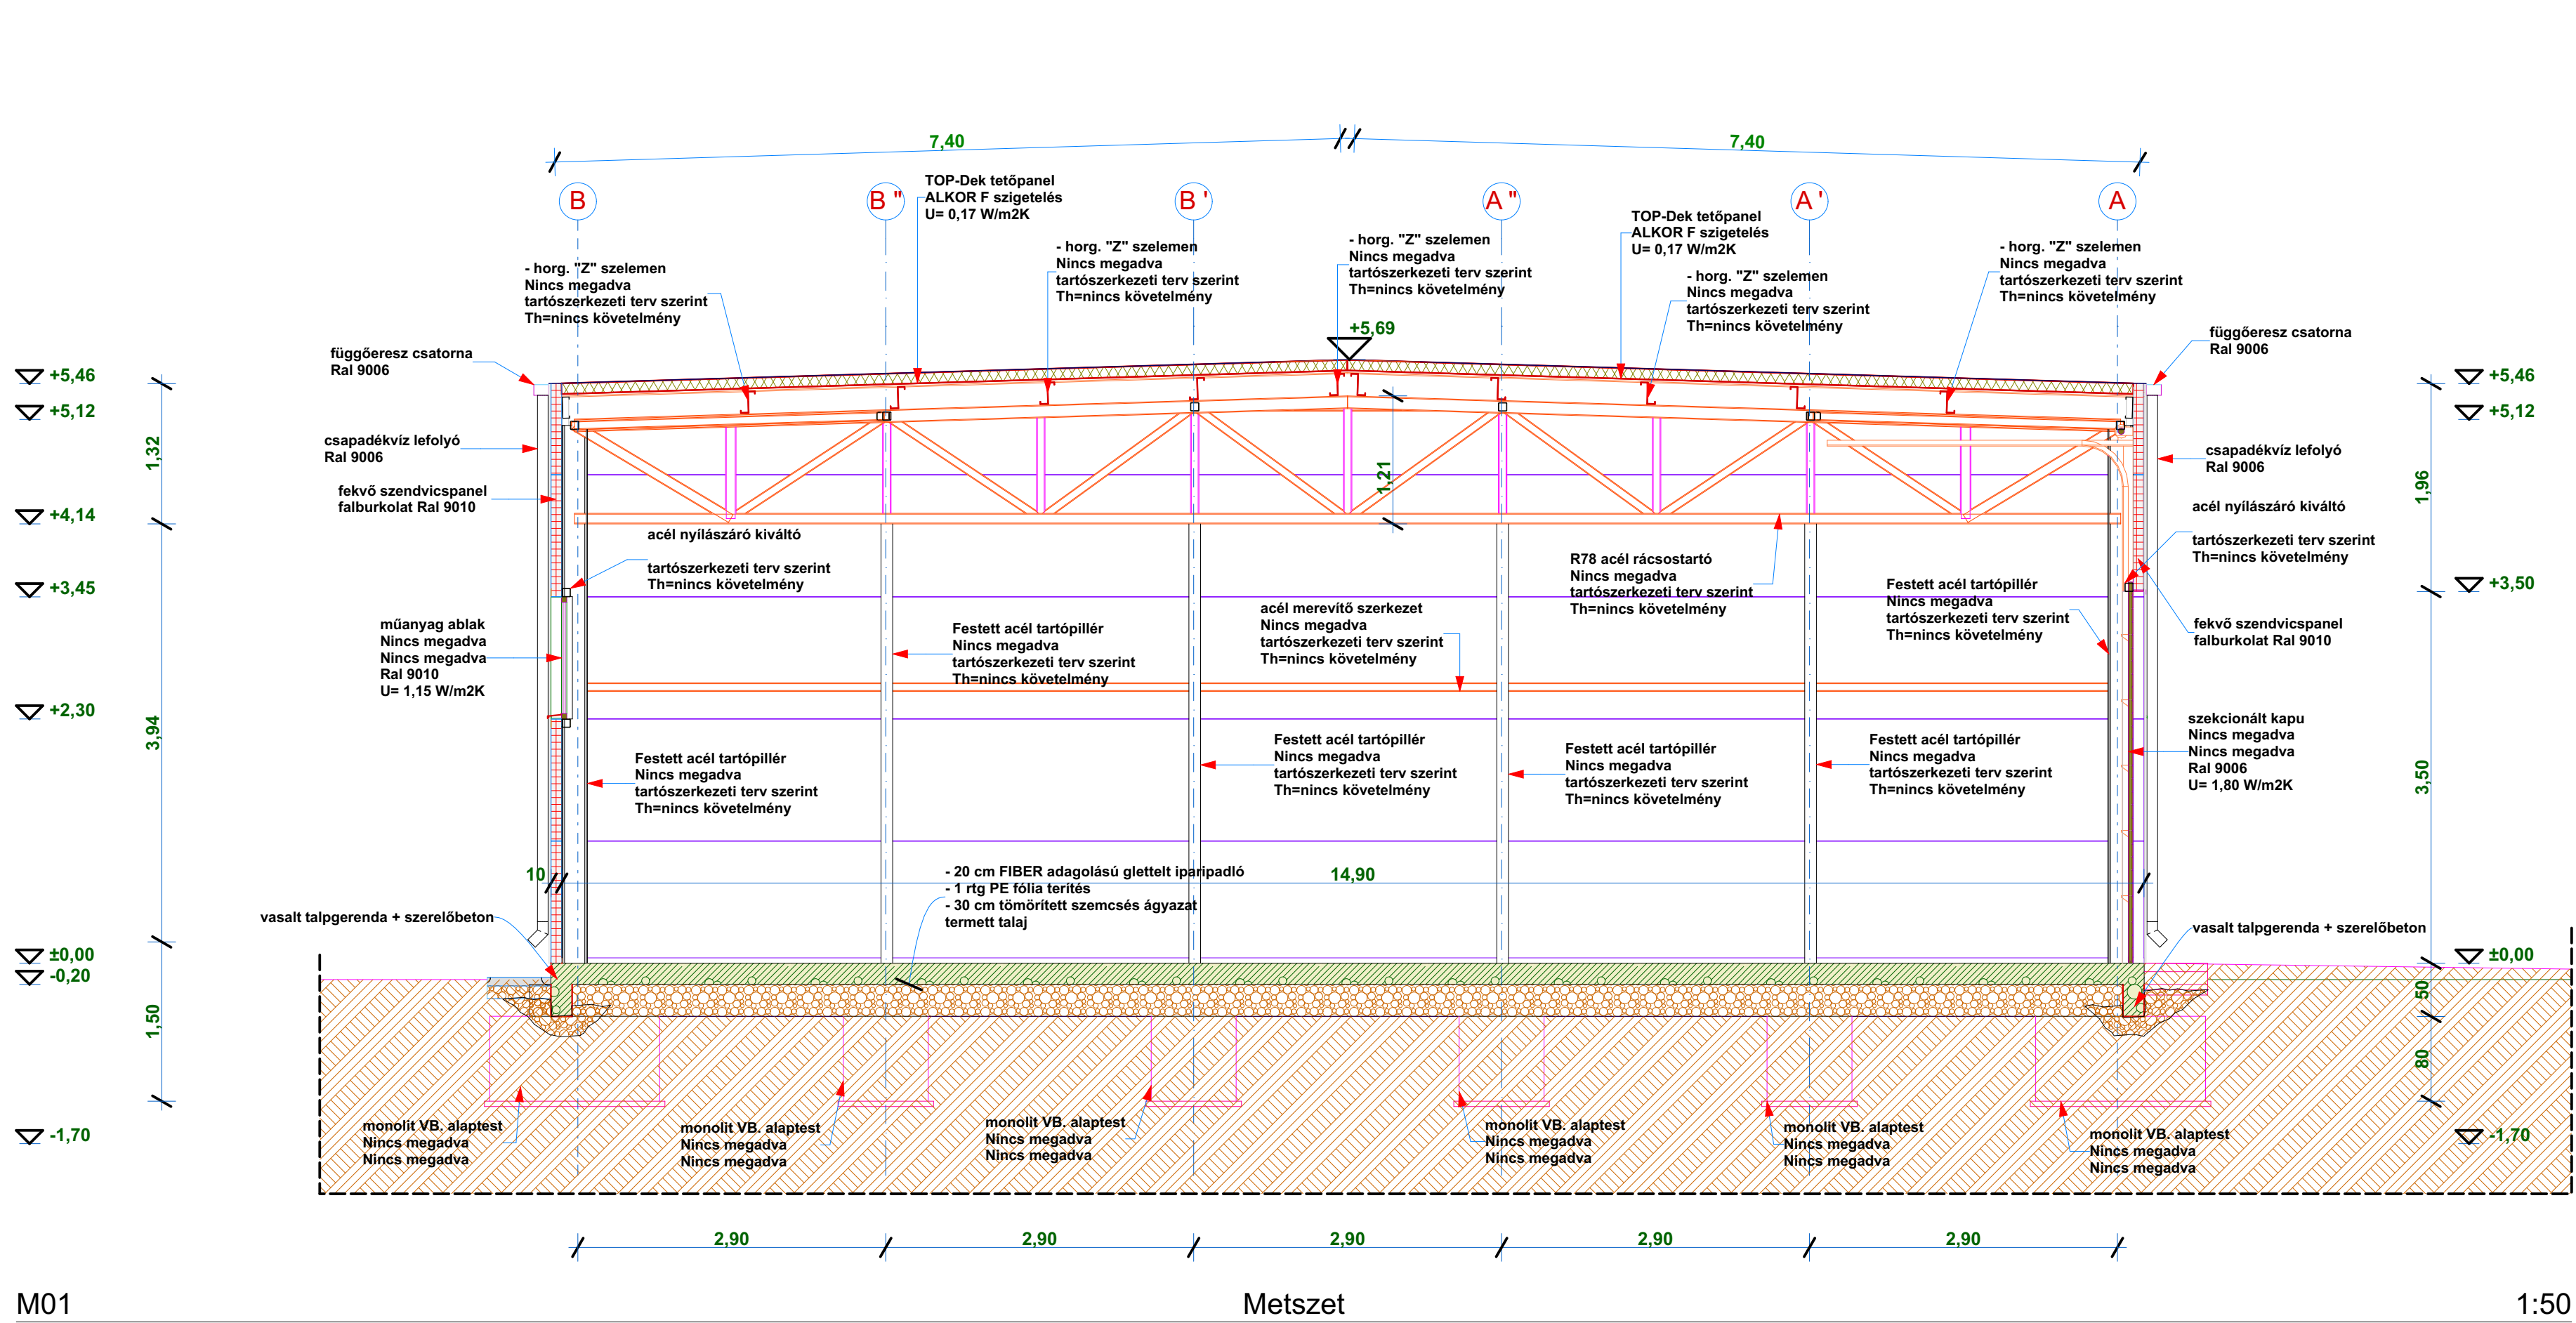 7,40
7,40
B
B "
B '
A "
A '
A
TOP-Dek tetőpanel
ALKOR F szigetelés
U= 0,17 W/m2K
TOP-Dek tetőpanel
ALKOR F szigetelés
U= 0,17 W/m2K
- horg. "Z" szelemen
Nincs megadva
tartószerkezeti terv szerint
Th=nincs követelmény
- horg. "Z" szelemen
Nincs megadva
tartószerkezeti terv szerint
Th=nincs követelmény
- horg. "Z" szelemen
Nincs megadva
tartószerkezeti terv szerint
Th=nincs követelmény
- horg. "Z" szelemen
Nincs megadva
tartószerkezeti terv szerint
Th=nincs követelmény
- horg. "Z" szelemen
Nincs megadva
tartószerkezeti terv szerint
Th=nincs követelmény
+5,69
függőeresz csatorna
Ral 9006
függőeresz csatorna
Ral 9006
+5,46
+5,12
+4,14
+3,45
+2,30
±0,00
-0,20
-1,70
1,32
3,94
1,50
+5,46
+5,12
+3,50
±0,00
-1,70
1,96
3,50
50
80
csapadékvíz lefolyó
Ral 9006
fekvő szendvicspanel
falburkolat Ral 9010
csapadékvíz lefolyó
Ral 9006
acél nyílászáró kiváltó
tartószerkezeti terv szerint
Th=nincs követelmény
1,21
acél nyílászáró kiváltó
tartószerkezeti terv szerint
Th=nincs követelmény
R78 acél rácsostartó
Nincs megadva
tartószerkezeti terv szerint
Th=nincs követelmény
Festett acél tartópillér
Nincs megadva
tartószerkezeti terv szerint
Th=nincs követelmény
acél merevítő szerkezet
Nincs megadva
tartószerkezeti terv szerint
Th=nincs követelmény
műanyag ablak
Nincs megadva
Nincs megadva
Ral 9010
U= 1,15 W/m2K
Festett acél tartópillér
Nincs megadva
tartószerkezeti terv szerint
Th=nincs követelmény
fekvő szendvicspanel
falburkolat Ral 9010
szekcionált kapu
Nincs megadva
Nincs megadva
Ral 9006
U= 1,80 W/m2K
Festett acél tartópillér
Nincs megadva
tartószerkezeti terv szerint
Th=nincs követelmény
Festett acél tartópillér
Nincs megadva
tartószerkezeti terv szerint
Th=nincs követelmény
Festett acél tartópillér
Nincs megadva
tartószerkezeti terv szerint
Th=nincs követelmény
Festett acél tartópillér
Nincs megadva
tartószerkezeti terv szerint
Th=nincs követelmény
10
14,90
- 20 cm FIBER adagolású glettelt iparipadló
- 1 rtg PE fólia terítés
- 30 cm tömörített szemcsés ágyazat
termett talaj
vasalt talpgerenda + szerelőbeton
vasalt talpgerenda + szerelőbeton
monolit VB. alaptest
Nincs megadva
Nincs megadva
monolit VB. alaptest
Nincs megadva
Nincs megadva
monolit VB. alaptest
Nincs megadva
Nincs megadva
monolit VB. alaptest
Nincs megadva
Nincs megadva
monolit VB. alaptest
Nincs megadva
Nincs megadva
monolit VB. alaptest
Nincs megadva
Nincs megadva
2,90
2,90
2,90
2,90
2,90
M01
Metszet
1:50